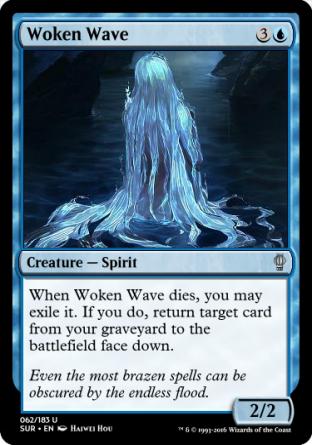 Woken Wave 3
Creature — Spirit
When Woken Wave dies, you may
exile it. If you do, return target card
from your graveyard to the
battlefield face down.
Even the most brazen spells can be
obscured by the endless flood.
2/2
062/183 U
SUR • EN Haiwei Hou
™ & © 1993-2016 Wizards of the Coast